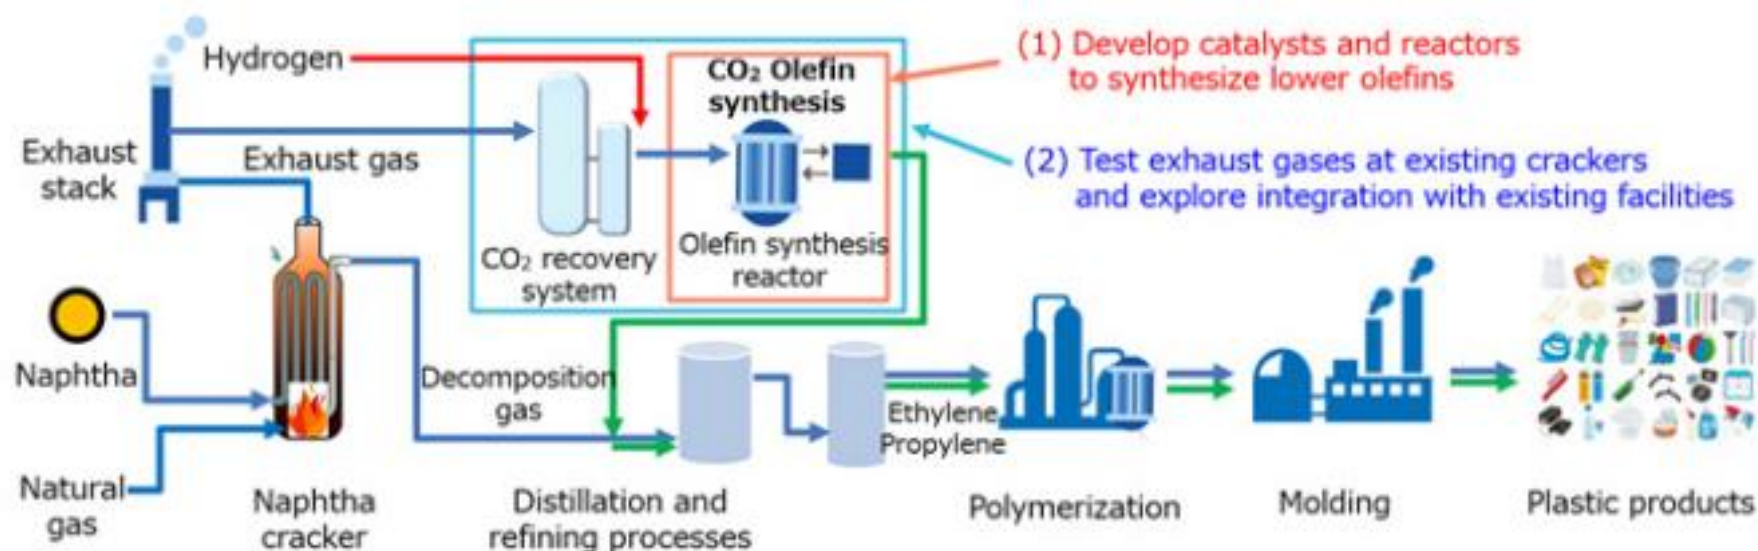 Hydrogen
CO₂ Olefin
synthesis
(1) Develop catalysts and reactors
to synthesize lower olefins
Exhaust
stack
Exhaust gas
(2) Test exhaust gases at existing crackers
and explore integration with existing facilities
CO₂ recovery
system
Olefin synthesis
reactor
Naphtha
Decomposition
gas
Ethylene
Propylene
Natural
gas
Naphtha
cracker
Distillation and
refining processes
Polymerization
Molding
Plastic products